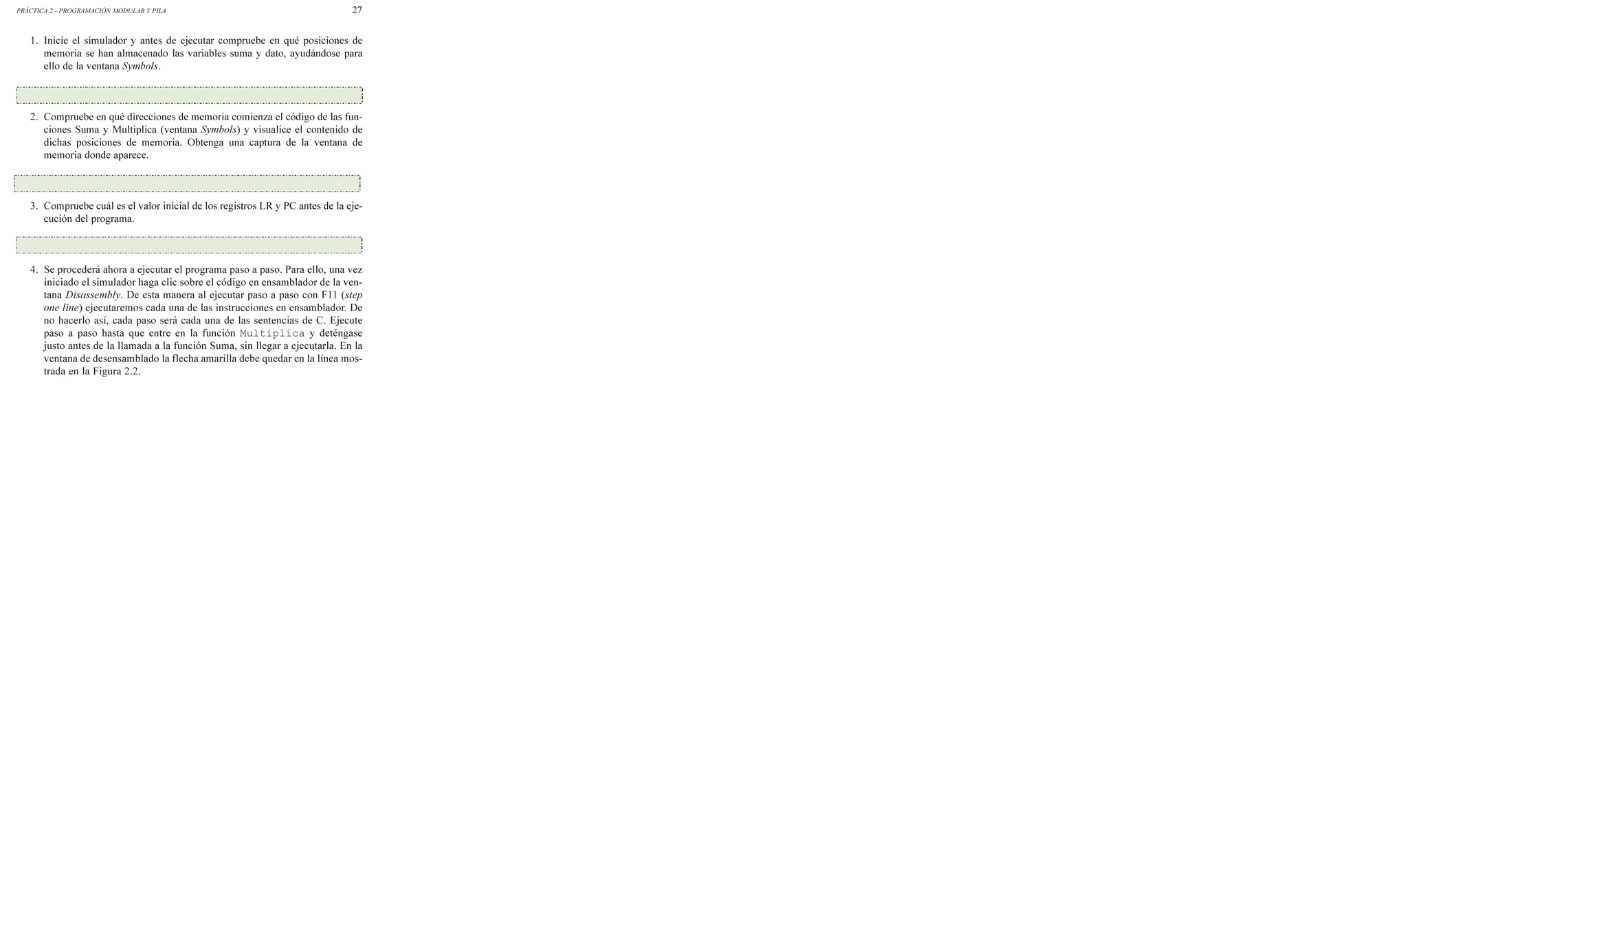 PRÁCTICA 2 - PROGRAMACIÓN MODULAR Y PILA 27
1. Inicie el simulador y antes de ejecutar compruebe en qué posiciones de
memoria se han almacenado las variables suma y dato, ayudándose para
ello de la ventana Symbols.
2. Compruebe en qué direcciones de memoria comienza el código de las fun-
ciones Suma y Multiplica (ventana Symbols) y visualice el contenido de
dichas posiciones de memoria. Obtenga una captura de la ventana de
memoria donde aparece.
3. Compruebe cuál es el valor inicial de los registros LR y PC antes de la eje-
cución del programa.
4. Se procederá ahora a ejecutar el programa paso a paso. Para ello, una vez
iniciado el simulador haga clic sobre el código en ensamblador de la ven-
tana Disassembly. De esta manera al ejecutar paso a paso con F11 (step
one line) ejecutaremos cada una de las instrucciones en ensamblador. De
no hacerlo así, cada paso será cada una de las sentencias de C. Ejecute
paso a paso hasta que entre en la función Multiplica y deténgase
justo antes de la llamada a la función Suma, sin llegar a ejecutarla. En la
ventana de desensamblado la flecha amarilla debe quedar en la línea mos-
trada en la Figura 2.2.